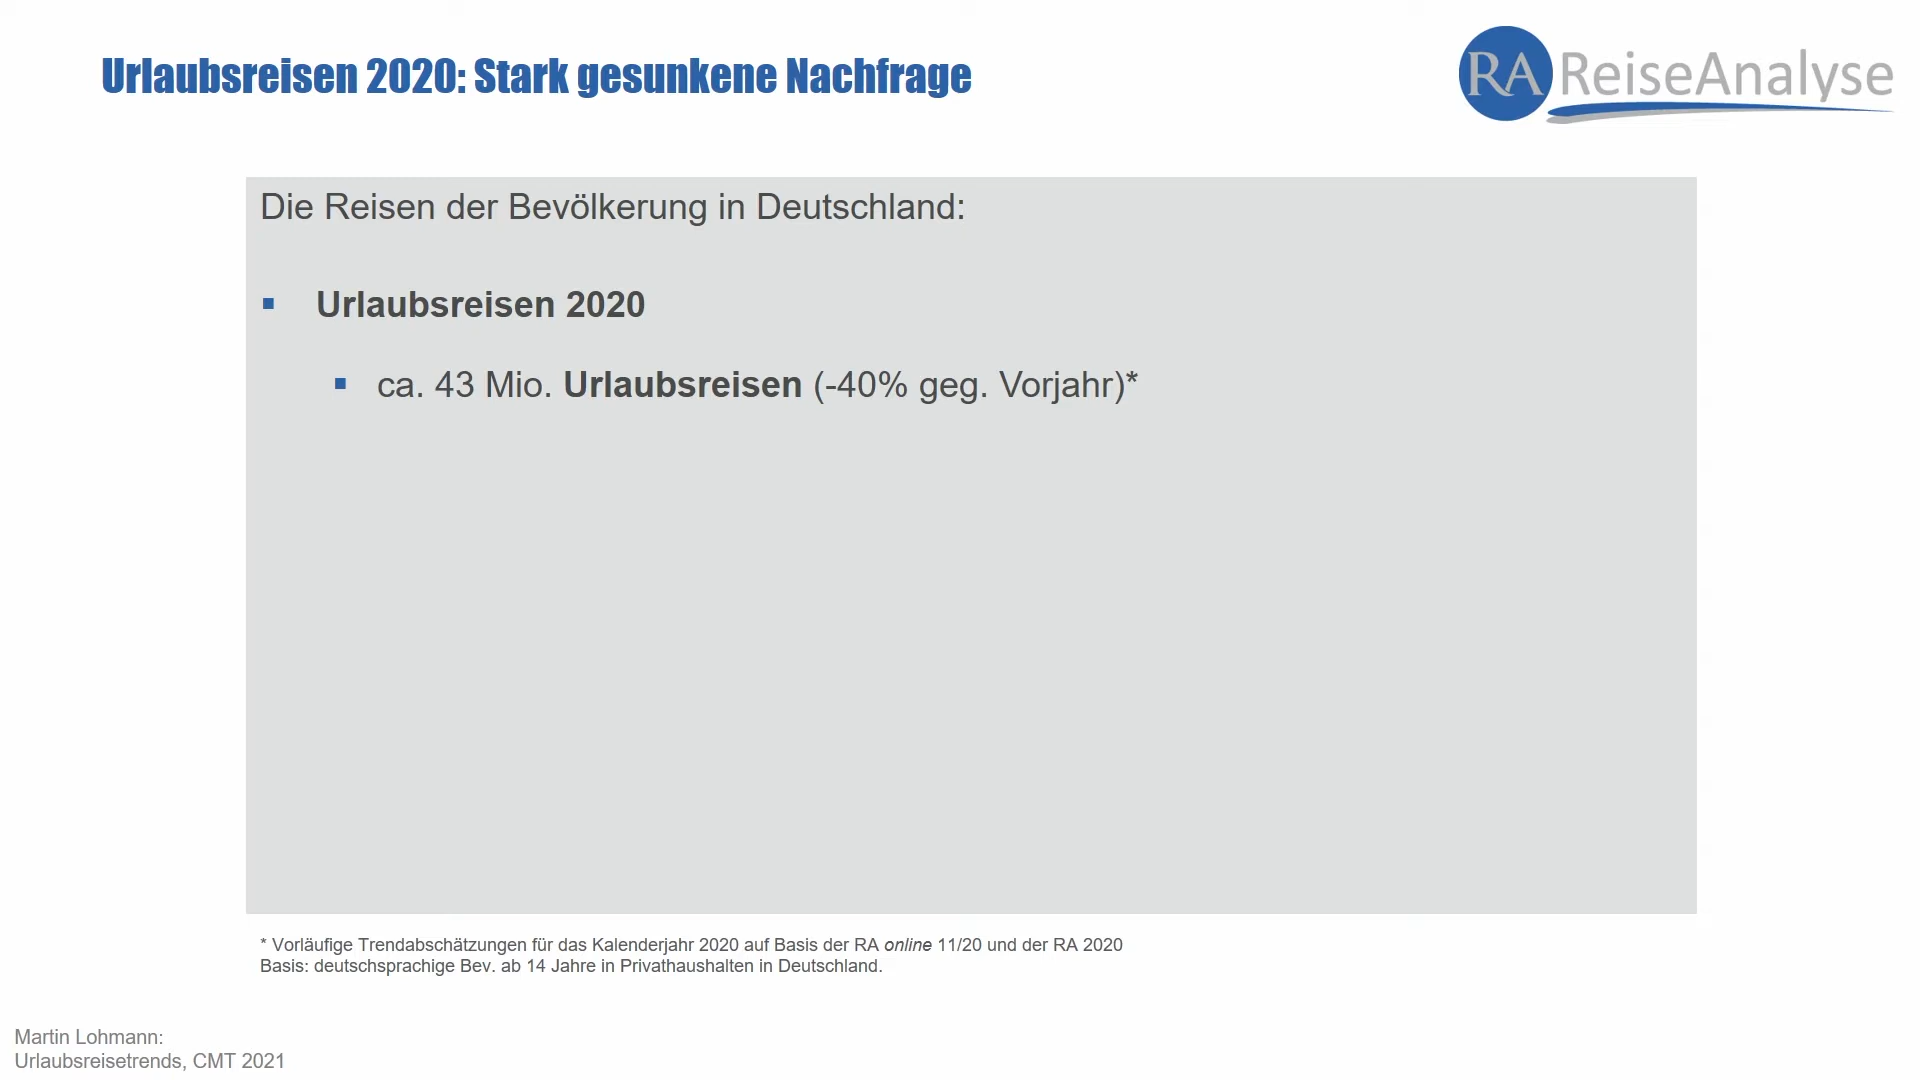 Urlaubsreisen 2020: Stark gesunkene Nachfrage
RA ReiseAnalyse
Die Reisen der Bevölkerung in Deutschland:
▪ Urlaubsreisen 2020
▪ ca. 43 Mio. Urlaubsreisen (-40% geg. Vorjahr)*
* Vorläufige Trendabschätzungen für das Kalenderjahr 2020 auf Basis der RA online 11/20 und der RA 2020
Basis: deutschsprachige Bev. ab 14 Jahre in Privathaushalten in Deutschland.
Martin Lohmann:
Urlaubsreisetrends, CMT 2021